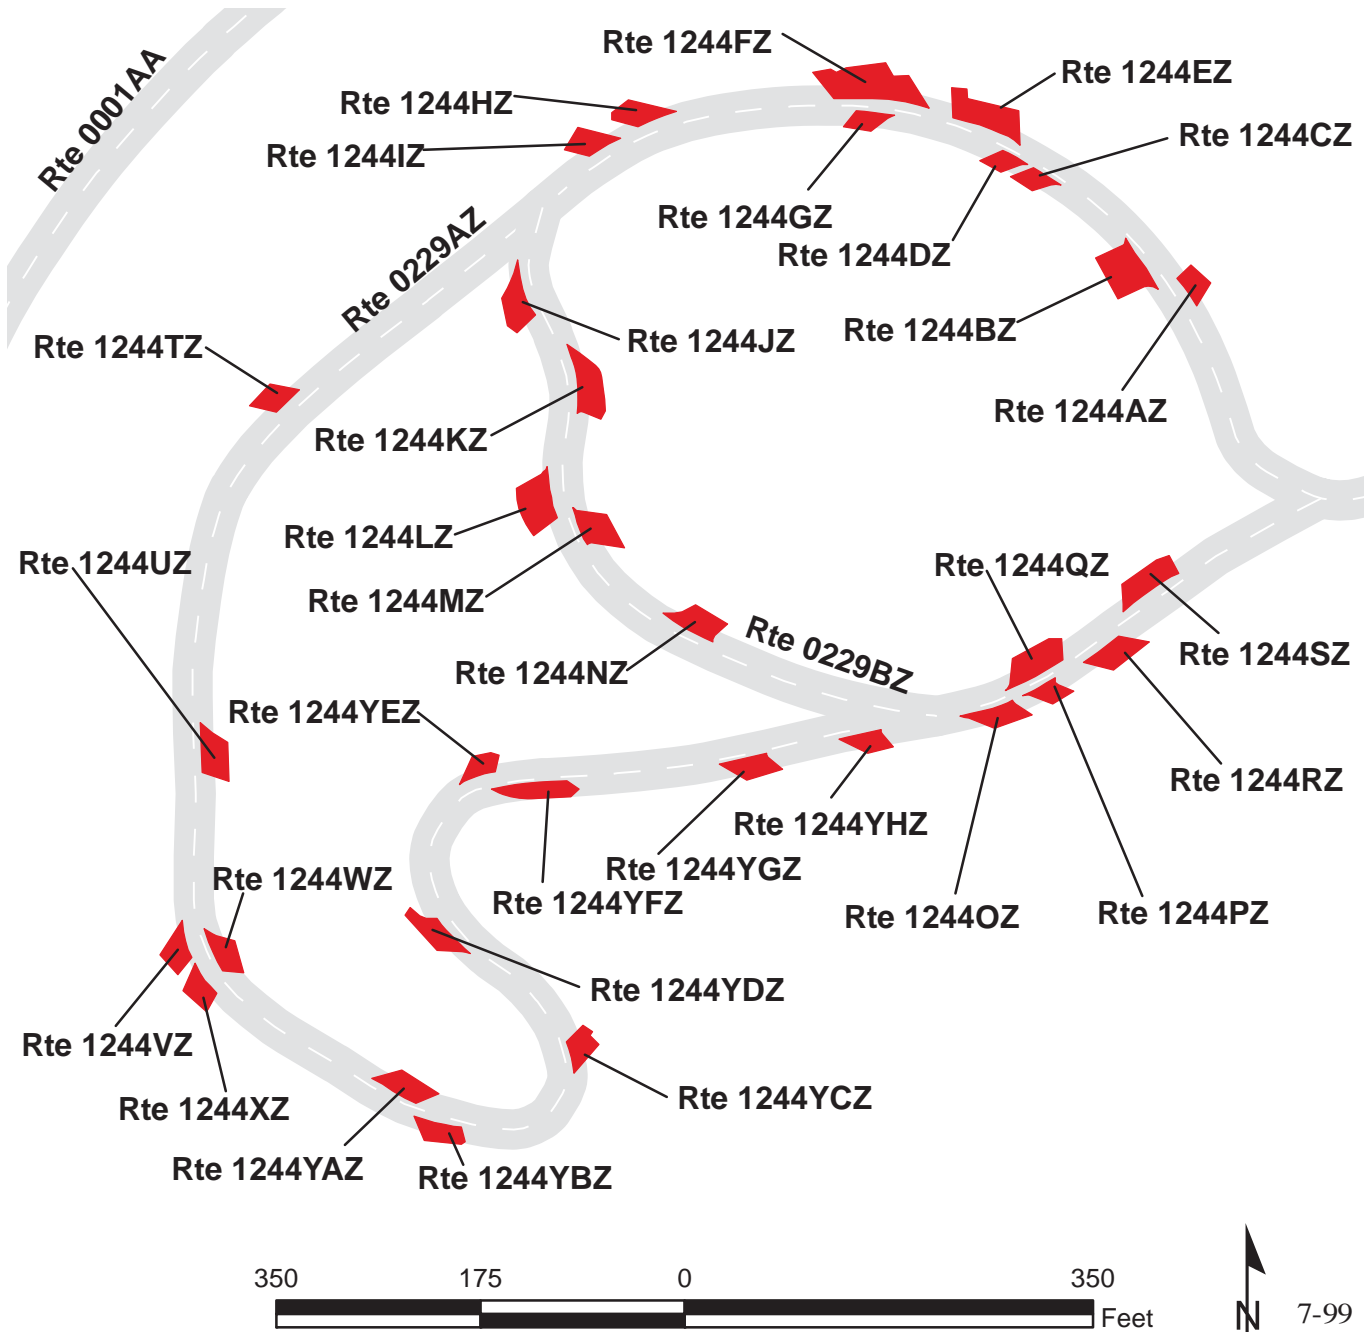 Rte 1244FZ
Rte 1244EZ
Rte 0001AA
Rte 1244HZ
Rte 1244CZ
Rte 1244IZ
Rte 1244GZ
Rte 1244DZ
Rte 0229AZ
Rte 1244BZ
Rte 1244JZ
Rte 1244TZ
Rte 1244AZ
Rte 1244KZ
Rte 1244LZ
Rte 1244UZ
Rte 1244QZ
Rte 1244MZ
Rte 0229BZ
Rte 1244SZ
Rte 1244NZ
Rte 1244YEZ
Rte 1244RZ
Rte 1244YHZ
Rte 1244YGZ
Rte 1244WZ
Rte 1244YFZ
Rte 1244OZ
Rte 1244PZ
Rte 1244YDZ
Rte 1244VZ
Rte 1244YCZ
Rte 1244XZ
Rte 1244YAZ
Rte 1244YBZ
350 175 0 350
Feet
N
7-99